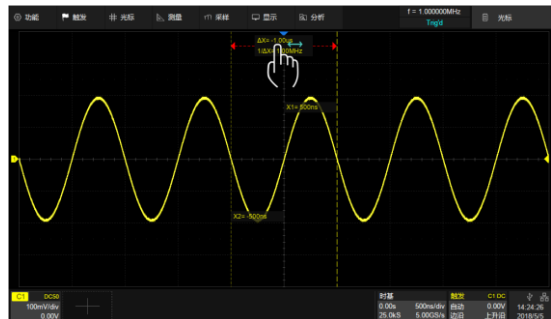 功能
触发
光标
测量
采样
显示
分析
f = 1.000000MHz
Trig'd
光标
ΔX= -1.00us
1/ΔX= 1.00MHz
X1= 500ns
X2= -500ns
C1 DC50
100mV/div
0.00V
时基
0.00s 500ns/div
25.0kS 5.00GS/s
触发 C1 DC
自动 0.00V
边沿 上升沿
14:24:26
2018/5/5